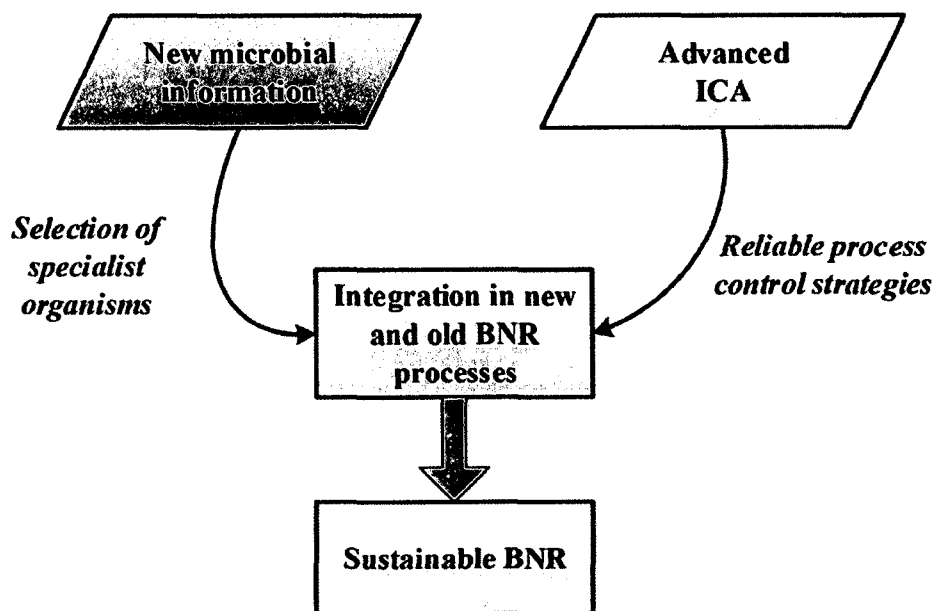 New microbial
information
Advanced
ICA
Selection of
specialist
organisms
Reliable process
control strategies
Integration in new
and old BNR
processes
Sustainable BNR